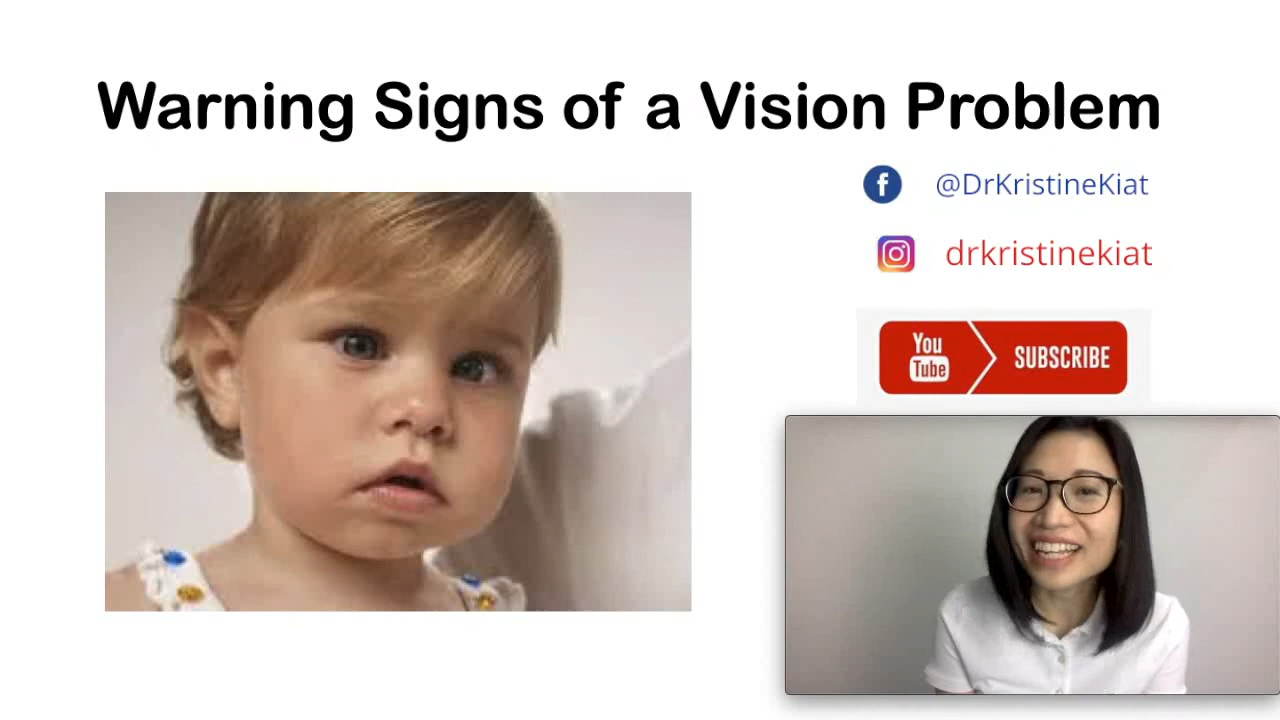 Warning Signs of a Vision Problem
@DrKristineKiat
drkristinekiat
You
Tube
SUBSCRIBE